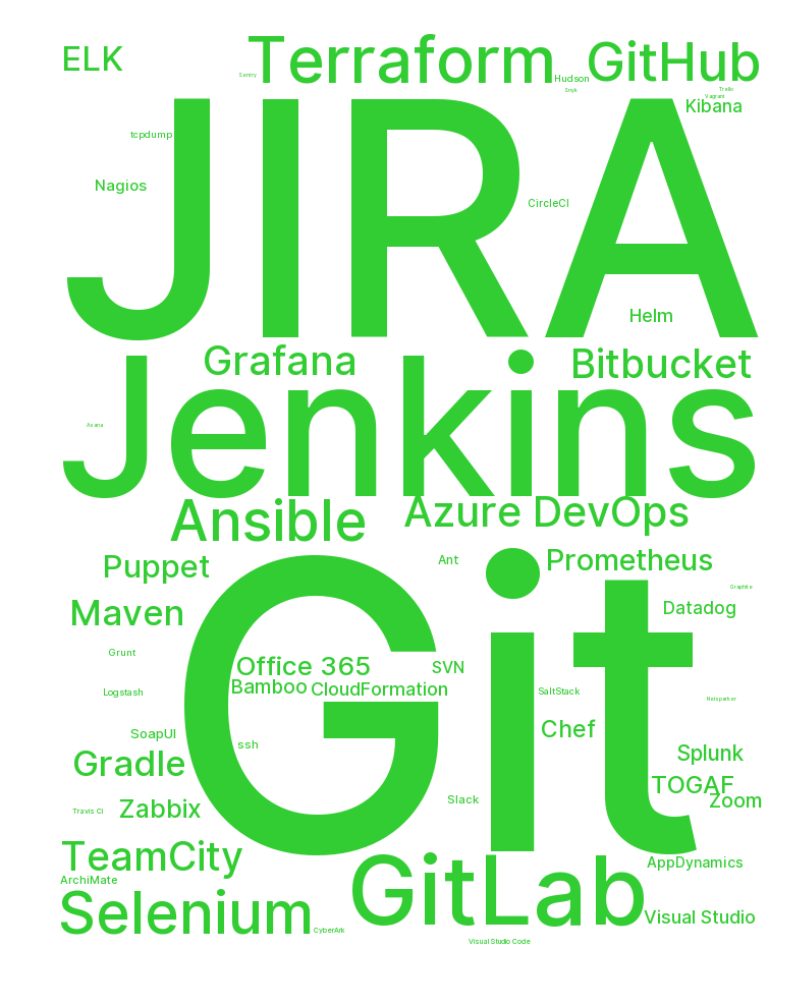 ELK
Terraform
GitHub
Sentry
Hudson
Snyk
Trello
Vagrant
Kibana
JIRA
tcpdump
Nagios
CircleCI
Helm
Grafana
Bitbucket
Jenkins
Asana
Ansible
Azure DevOps
Puppet
Ant
Prometheus
Graphite
Maven
Datadog
Git
Grunt
Office 365
SVN
Bamboo
CloudFormation
Logstash
SaltStack
SoapUI
ssh
Chef
Splunk
Gradle
TOGAF
Zoom
Slack
Travis CI
Zabbix
TeamCity
GitLab
AppDynamics
ArchiMate
Selenium
Visual Studio
CyberArk
Visual Studio Code